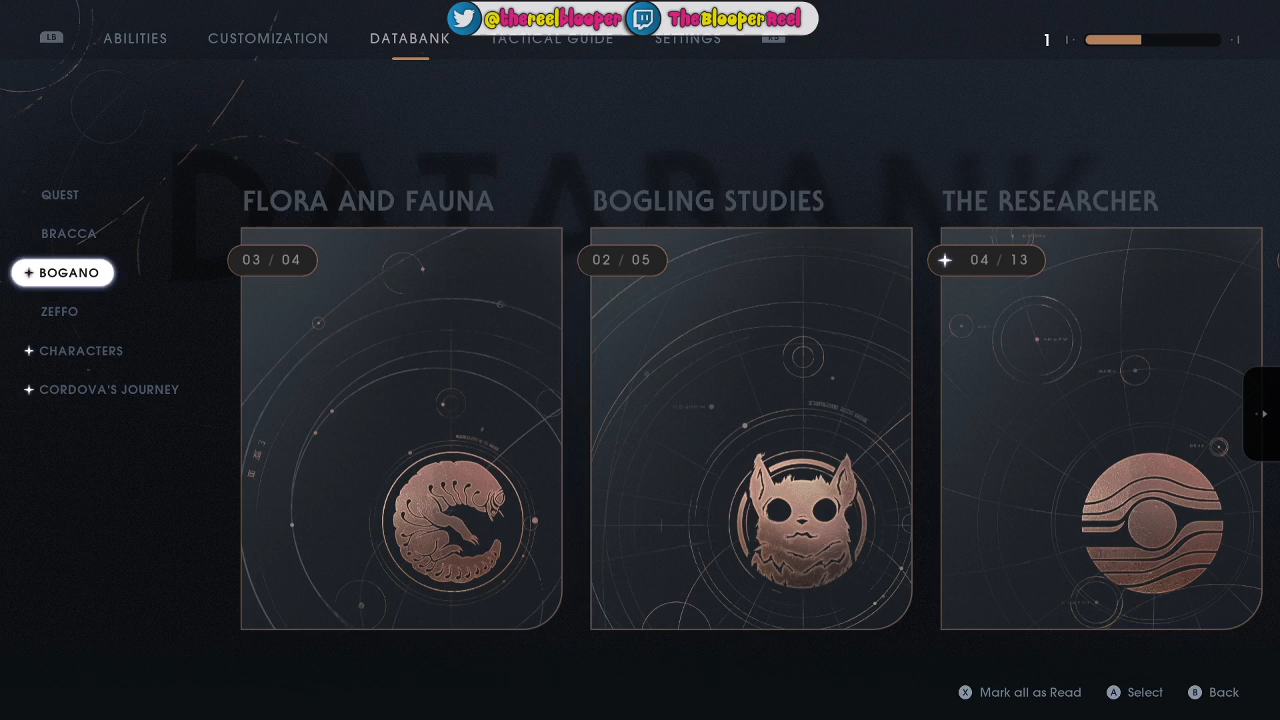 @thereelblooper TheBlooperReel
LB ABILITIES CUSTOMIZATION DATABANK TACTICAL GUIDE SETTINGS 1
DATABANK
QUEST
BRACCA
BOGANO
ZEFFO
CHARACTERS
CORDOVA'S JOURNEY
FLORA AND FAUNA
03 / 04
BOGLING STUDIES
02 / 05
THE RESEARCHER
04 / 13
X Mark all as Read A Select B Back